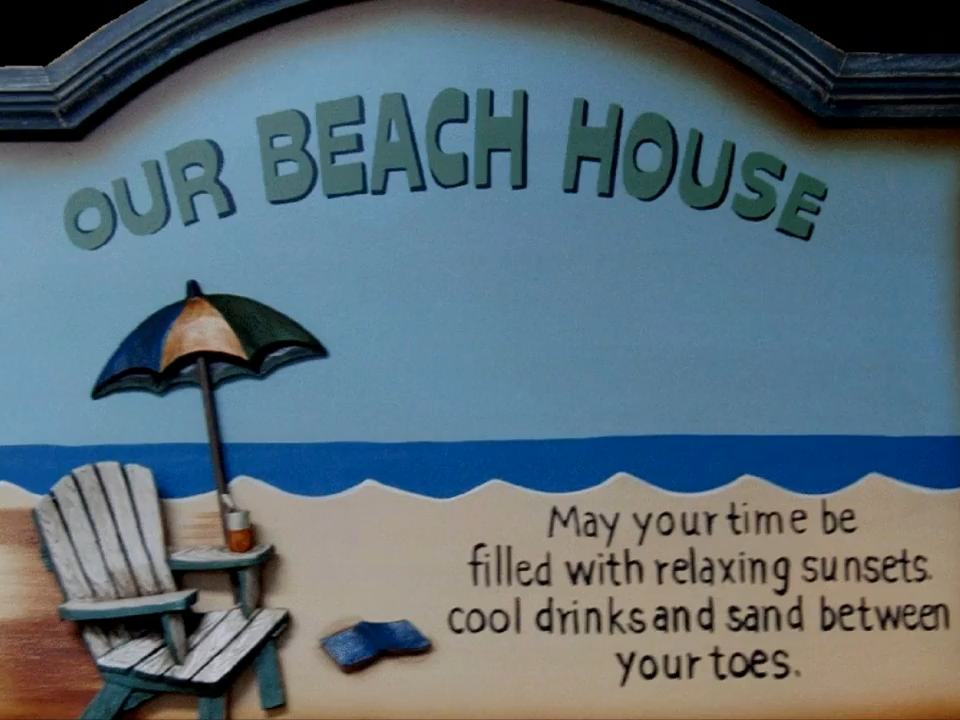 OUR BEACH HOUSE
May your time be
filled with relaxing sunsets.
cool drinks and sand between
your toes.